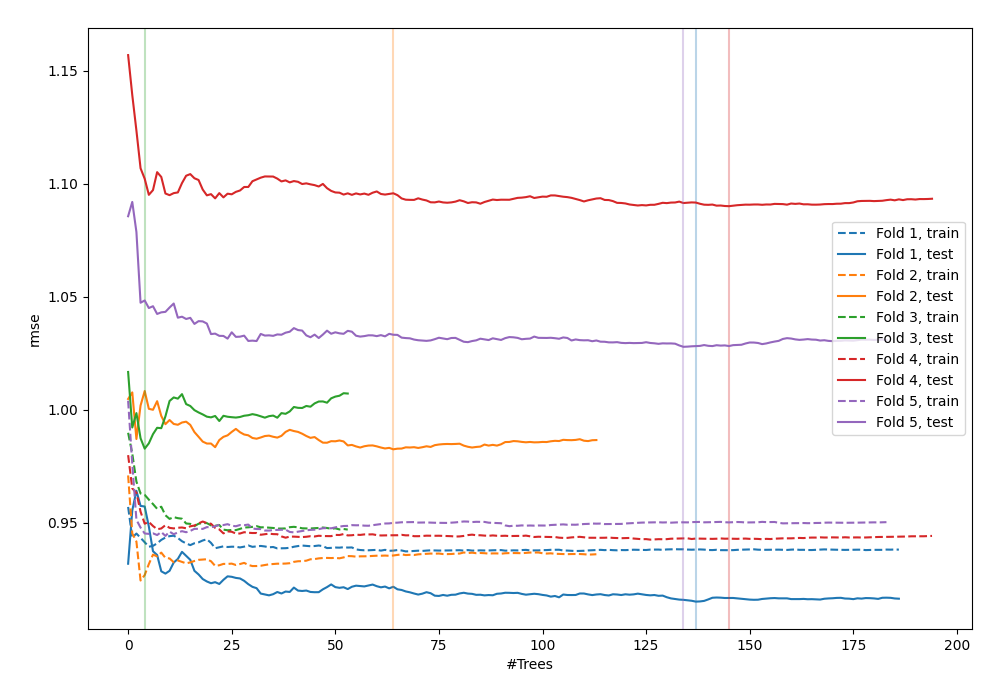 1.15
1.10
1.05
1.00
0.95
rmse
0
25
50
75
100
125
150
175
200
#Trees
Fold 1, train
Fold 1, test
Fold 2, train
Fold 2, test
Fold 3, train
Fold 3, test
Fold 4, train
Fold 4, test
Fold 5, train
Fold 5, test